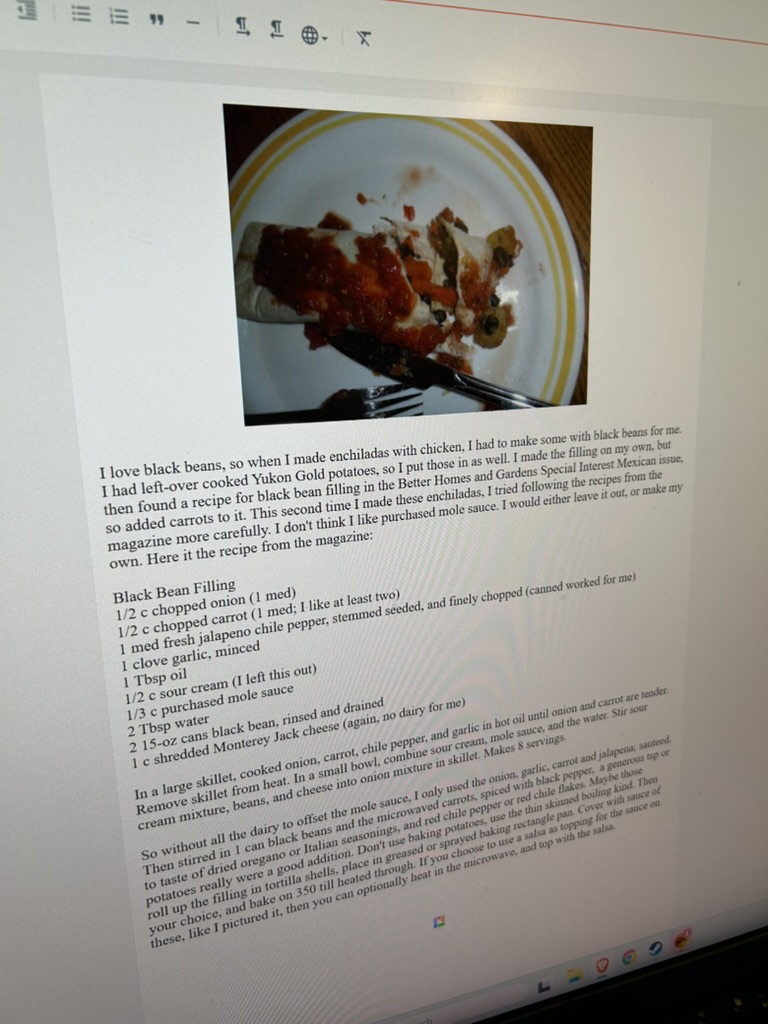 I love black beans, so when I made enchiladas with chicken, I had to make some with black beans for me.
I had left-over cooked Yukon Gold potatoes, so I put those in as well. I made the filling on my own, but
then found a recipe for black bean filling in the Better Homes and Gardens Special Interest Mexican issue,
so added carrots to it. This second time I made these enchiladas, I tried following the recipes from the
magazine more carefully. I don't think I like purchased mole sauce. I would either leave it out, or make my
own. Here it the recipe from the magazine:
Black Bean Filling
1/2 c chopped onion (1 med)
1/2 c chopped carrot (1 med; I like at least two)
1 med fresh jalapeno chile pepper, stemmed seeded, and finely chopped (canned worked for me)
1 clove garlic, minced
1 Tbsp oil
1/2 c sour cream (I left this out)
1/3 c purchased mole sauce
2 Tbsp water
2 15-oz cans black bean, rinsed and drained
1 c shredded Monterey Jack cheese (again, no dairy for me)
In a large skillet, cooked onion, carrot, chile pepper, and garlic in hot oil until onion and carrot are tender.
Remove skillet from heat. In a small bowl, combine sour cream, mole sauce, and the water. Stir sour
cream mixture, beans, and cheese into onion mixture in skillet. Makes 8 servings.
So without all the dairy to offset the mole sauce, I only used the onion, garlic, carrot and jalapena; sauteed.
Then stirred in 1 can black beans and the microwaved carrots, spiced with black pepper, a generous tsp or
to taste of dried oregano or Italian seasonings, and red chile pepper or red chile flakes. Maybe those
potatoes really were a good addition. Don't use baking potatoes, use the thin skinned boiling kind. Then
roll up the filling in tortilla shells, place in greased or sprayed baking rectangle pan. Cover with sauce of
your choice, and bake on 350 till heated through. If you choose to use a salsa as topping for the sauce on
these, like I pictured it, then you can optionally heat in the microwave, and top with the salsa.